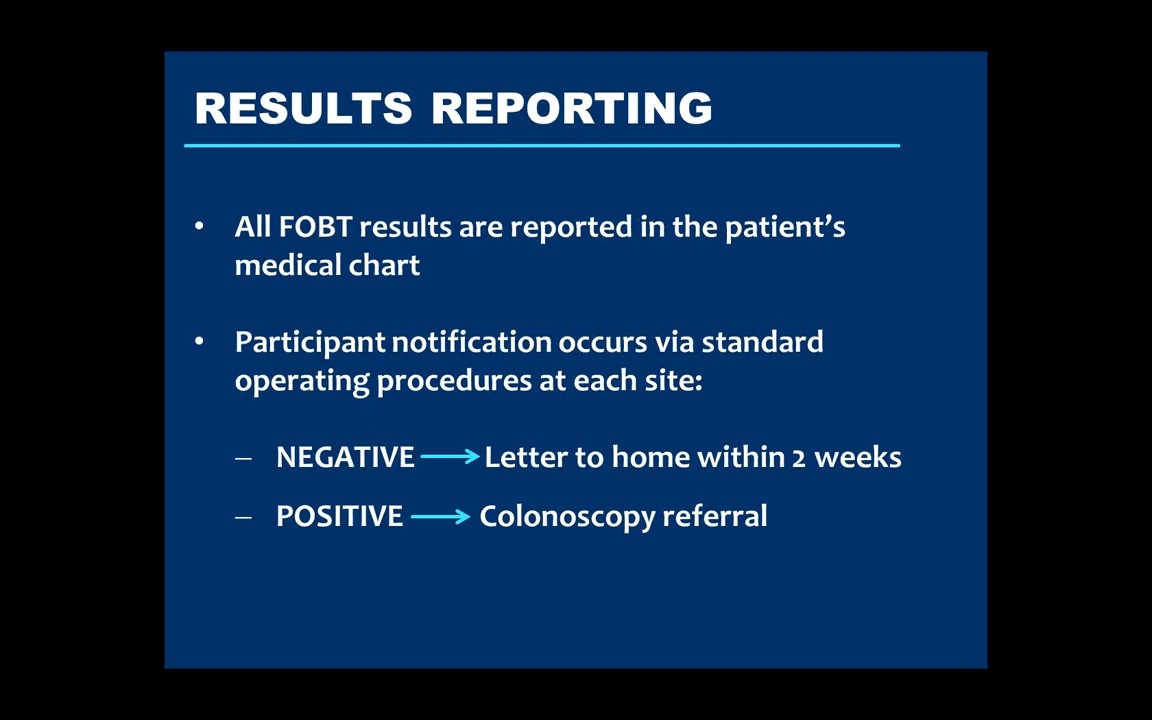 RESULTS REPORTING
• All FOBT results are reported in the patient’s
medical chart
• Participant notification occurs via standard
operating procedures at each site:
– NEGATIVE → Letter to home within 2 weeks
– POSITIVE → Colonoscopy referral